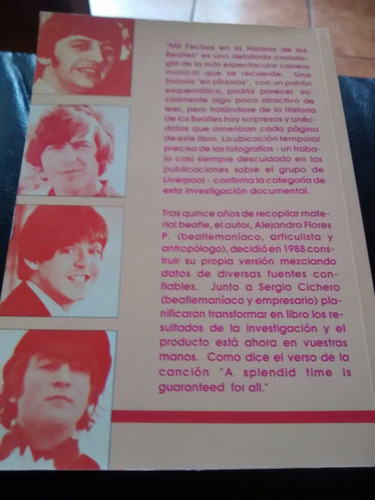 "Mil Fechas en la Historia de los
Beatles" es una detallada cronolo-
gía de la más espectacular carrera
musical que se recuerde. Una
historia "en píldoras", con un patrón
esquemático, podría parecer ini-
cialmente algo poco atractivo de
leer, pero tratándose de la Historia
de los Beatles hay sorpresas y anéc-
dotas que amenizan cada página
de este libro. La ubicación temporal
precisa de las fotografías - un traba-
jo casi siempre descuidado en las
publicaciones sobre el grupo de
Liverpool - confirma la categoría de
esta investigación documental.
Tras quince años de recopilar mate-
rial beatle, el autor, Alejandro Flores
P. (beatlemaníaco, articulista y
antropólogo), decidió en 1988 cons-
truir su propia versión mezclando
datos de diversas fuentes con-
fiables. Junto a Sergio Cichero
(beatlemaníaco y empresario) pla-
nificaron transformar en libro los re-
sultados de la investigación y el
producto está ahora en vuestras
manos. Como dice el verso de la
canción "A splendid time is
guaranteed for all."